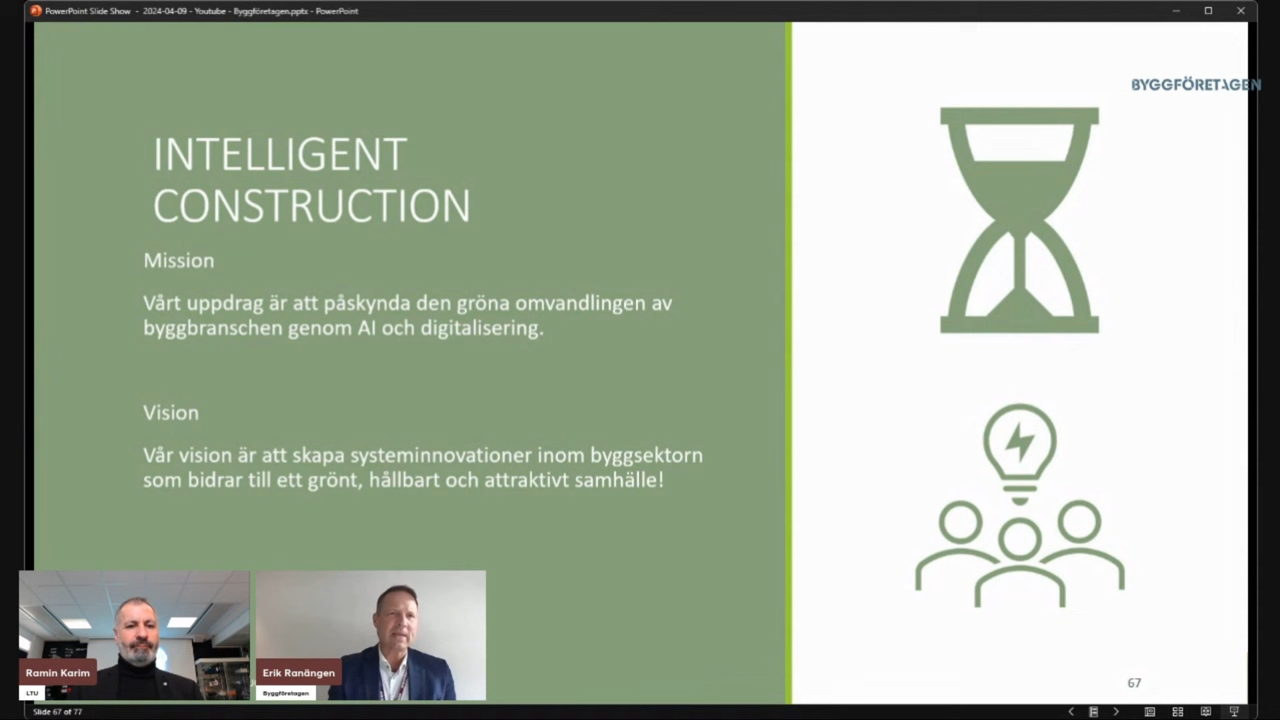 PowerPoint Slide Show - 2024-04-09 - Youtube - Byggföretagen.pptx - PowerPoint
BYGGFÖRETAGEN
INTELLIGENT
CONSTRUCTION
Mission
Vårt uppdrag är att påskynda den gröna omvandlingen av
byggbranschen genom AI och digitalisering.
Vision
Vår vision är att skapa systeminnovationer inom byggsektorn
som bidrar till ett grönt, hållbart och attraktivt samhälle!
Ramin Karim
LTU
Erik Ranängen
Byggföretagen
67
Slide 67 of 77